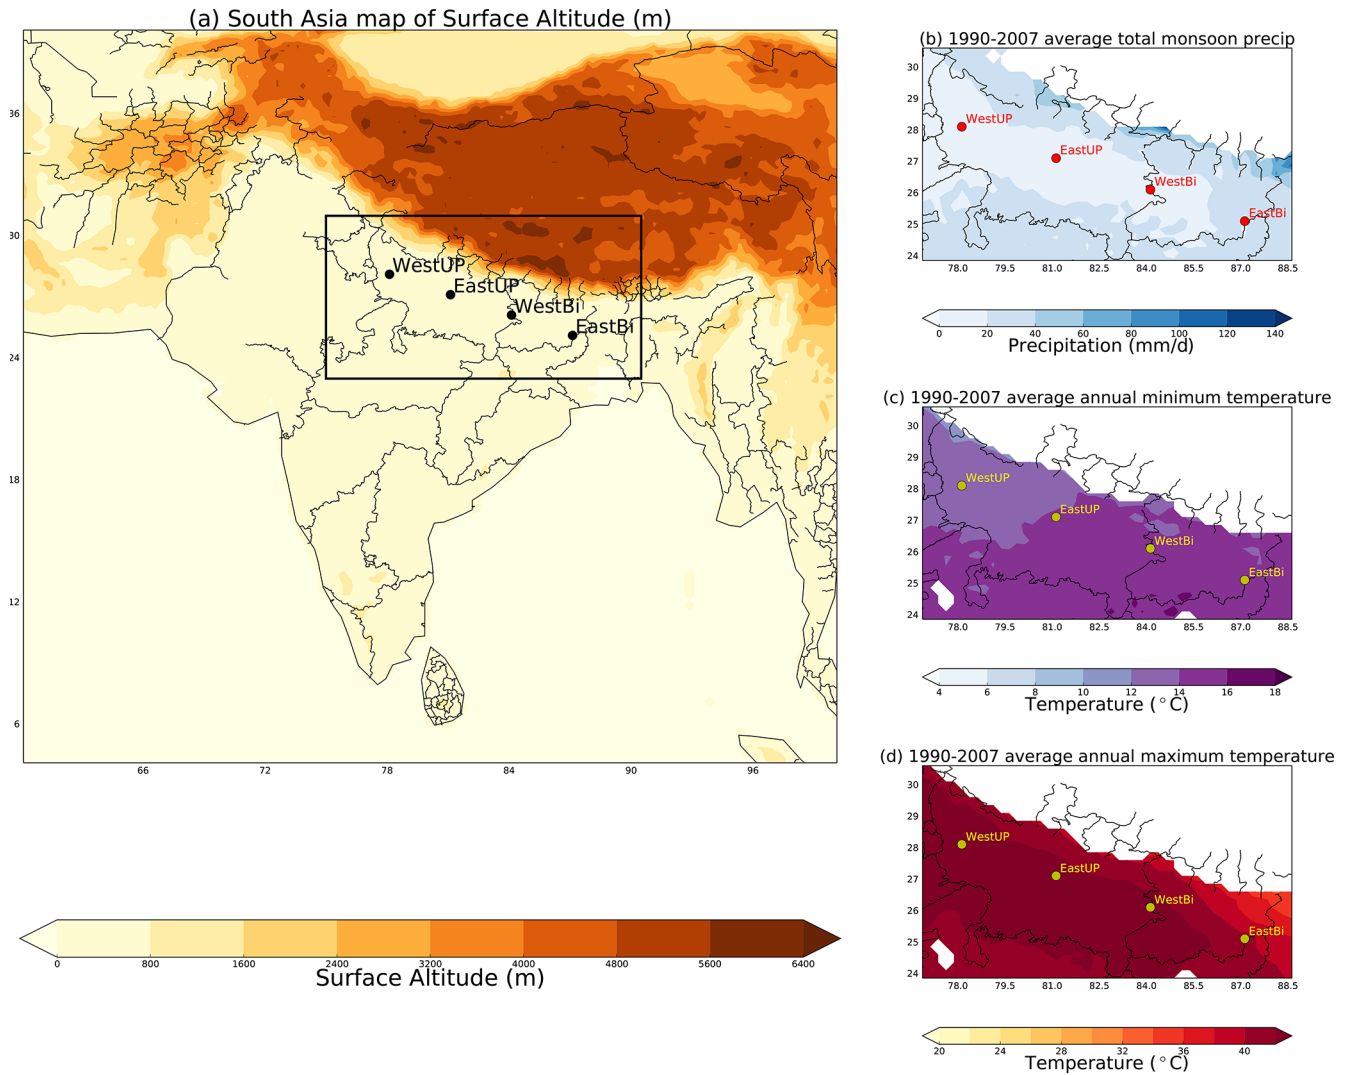 (a) South Asia map of Surface Altitude (m)
36
30
24
18
12
6
66 72 78 84 90 96
WestUP
EastUP
WestBi
EastBi
0 800 1600 2400 3200 4000 4800 5600 6400
Surface Altitude (m)
(b) 1990-2007 average total monsoon precip
30
29
28
27
26
25
24
WestUP
EastUP
WestBi
EastBi
78.0 79.5 81.0 82.5 84.0 85.5 87.0 88.5
0 20 40 60 80 100 120 140
Precipitation (mm/d)
(c) 1990-2007 average annual minimum temperature
30
29
28
27
26
25
24
WestUP
EastUP
WestBi
EastBi
78.0 79.5 81.0 82.5 84.0 85.5 87.0 88.5
4 6 8 10 12 14 16 18
Temperature (°C)
(d) 1990-2007 average annual maximum temperature
30
29
28
27
26
25
24
WestUP
EastUP
WestBi
EastBi
78.0 79.5 81.0 82.5 84.0 85.5 87.0 88.5
20 24 28 32 36 40
Temperature (°C)